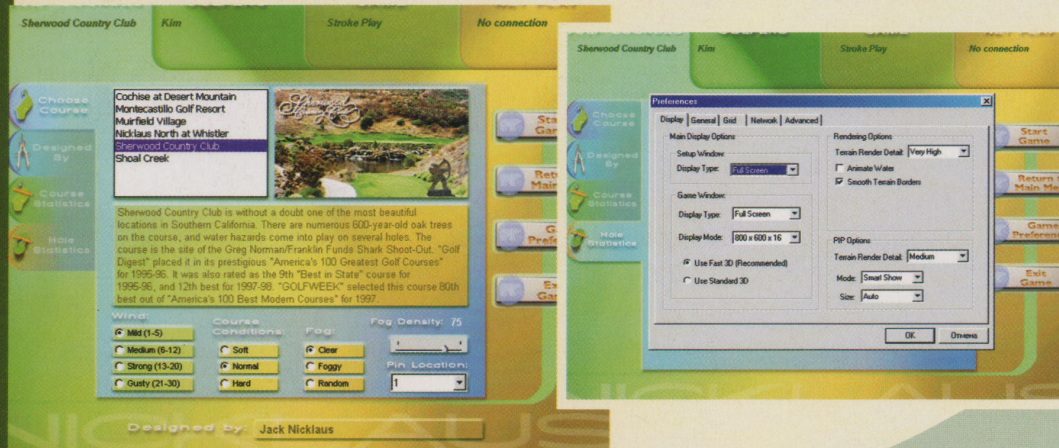 Sherwood Country Club
Kim
Stroke Play
No connection
Choose
Course
Designed
By
Course
Statistics
Hole
Statistics
Cochise at Desert Mountain
Montecastillo Golf Resort
Muirfield Village
Nicklaus North at Whistler
Sherwood Country Club
Shoal Creek
Sherwood Country Club is without a doubt one of the most beautiful
locations in Southern California. There are numerous 600-year-old oak trees
on the course, and water hazards come into play on several holes. The
course is the site of the Greg Norman/Franklin Funds Shark Shoot-Out. "Golf
Digest" placed it in its prestigious "America's 100 Greatest Golf Courses"
for 1995-96. It was also rated as the 9th "Best in State" course for
1995-96, and 12th best for 1997-98. "GOLFWEEK" selected this course 80th
best out of "America's 100 Best Modern Courses" for 1997.
Wind:
Mild (1-5)
Medium (6-12)
Strong (13-20)
Gusty (21-30)
Course
Conditions:
Soft
Normal
Hard
Fog:
Clear
Foggy
Random
Fog Density: 75
Pin Location:
1
Designed by: Jack Nicklaus
Sherwood Country Club
Kim
Stroke Play
No connection
Choose
Course
Designed
By
Course
Statistics
Hole
Statistics
Preferences
Display
General
Grid
Network
Advanced
Main Display Options
Setup Window:
Display Type: Full Screen
Game Window:
Display Type: Full Screen
Display Mode: 800 x 600 x 16
Use Fast 3D (Recommended)
Use Standard 3D
Rendering Options
Terrain Render Detail: Very High
Animate Water
Smooth Terrain Borders
PIP Options
Terrain Render Detail: Medium
Mode: Smart Show
Size: Auto
OK
Отмена
Start
Game
Exit
Game